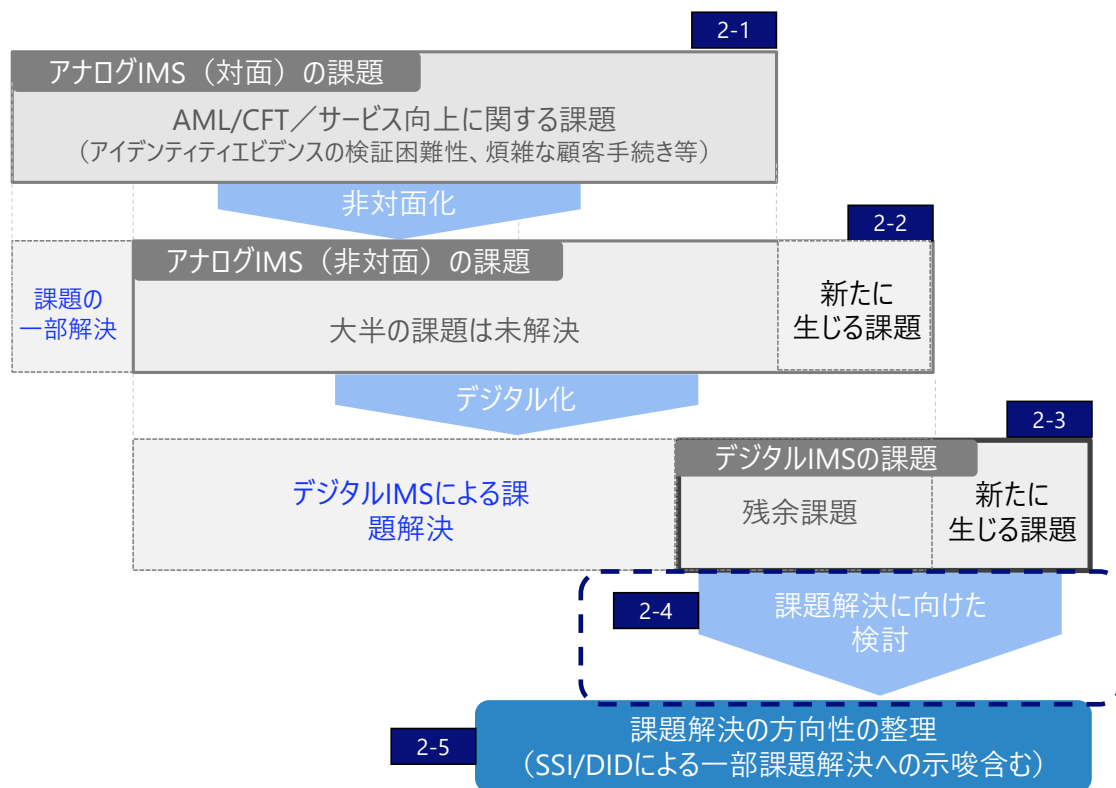 2-1
アナログIMS（対面）の課題
AML/CFT／サービス向上に関する課題
（アイデンティティエビデンスの検証困難性、煩雑な顧客手続き等）
非対面化
2-2
アナログIMS（非対面）の課題
課題の
一部解決
大半の課題は未解決
新たに
生じる課題
デジタル化
2-3
デジタルIMSの課題
デジタルIMSによる課
題解決
残余課題
新たに
生じる課題
2-4
課題解決に向けた
検討
2-5
課題解決の方向性の整理
（SSI/DIDによる一部課題解決への示唆含む）